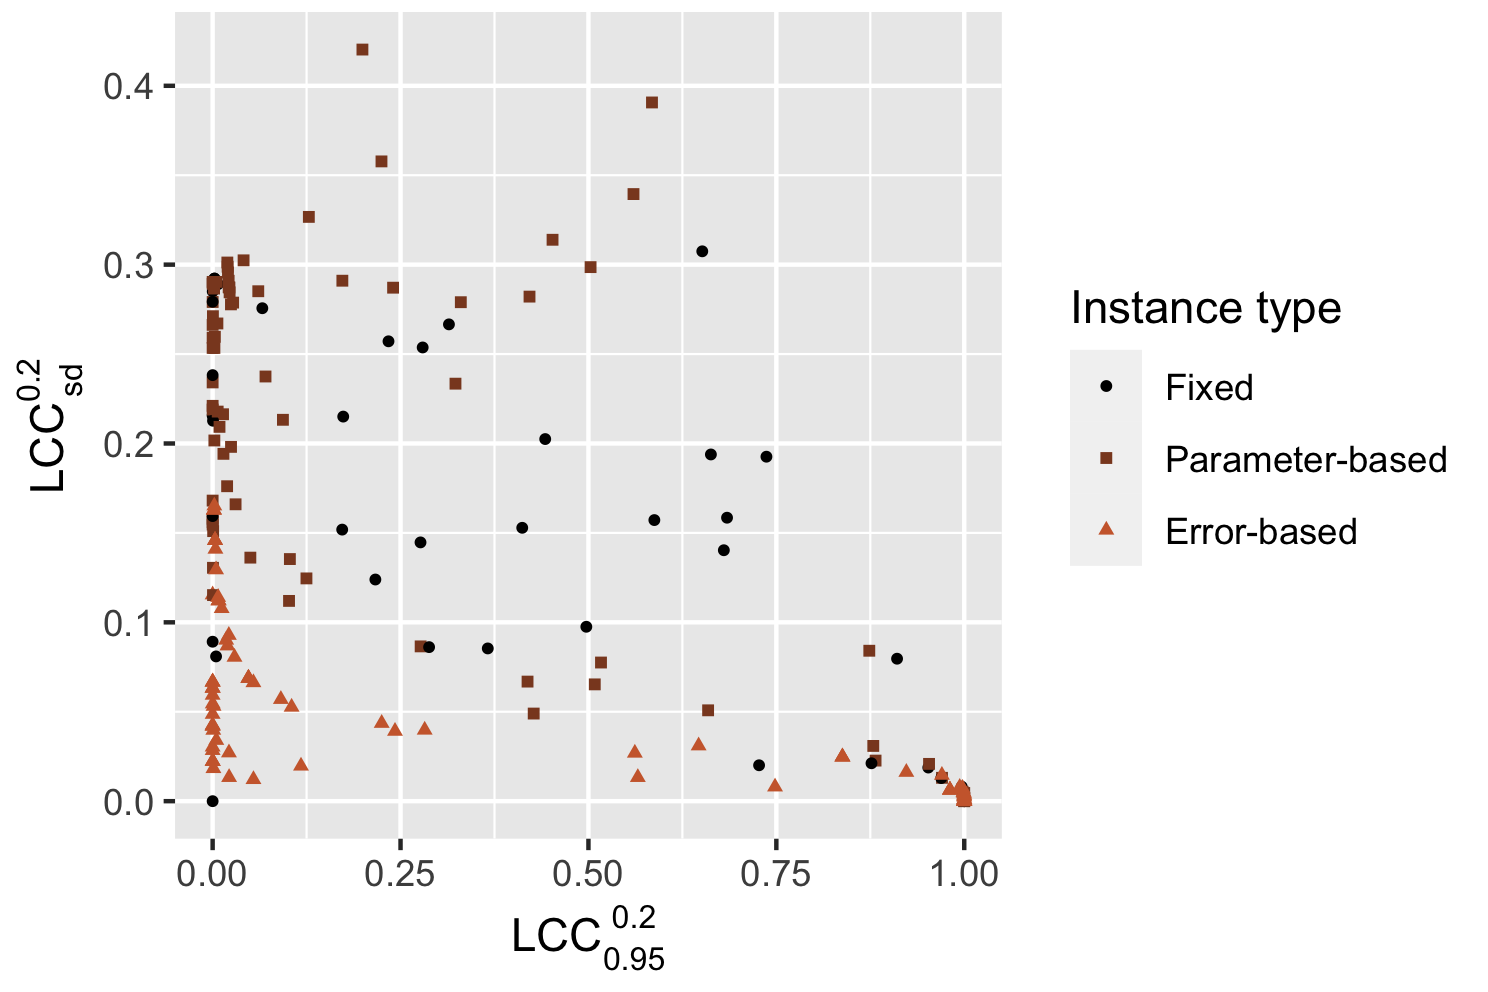 0.4
0.3
0.2
0.1
0.0
LCC^{0.2}_{sd}
0.00 0.25 0.50 0.75 1.00
LCC^{0.2}_{0.95}
Instance type
Fixed
Parameter-based
Error-based